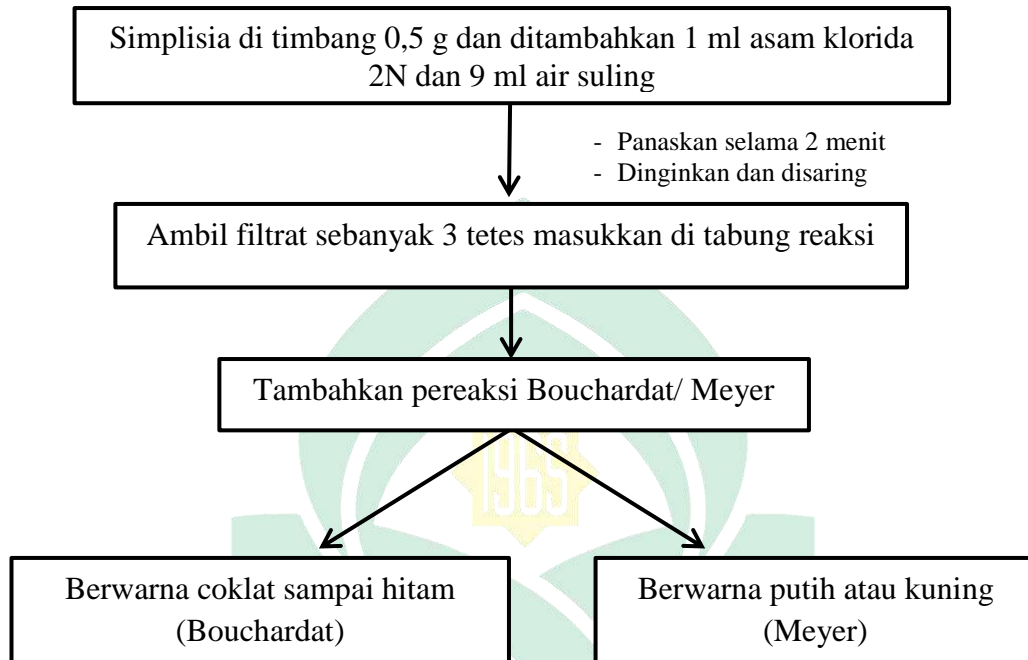 Simplisia di timbang 0,5 g dan ditambahkan 1 ml asam klorida
2N dan 9 ml air suling
- Panaskan selama 2 menit
- Dinginkan dan disaring
Ambil filtrat sebanyak 3 tetes masukkan di tabung reaksi
Tambahkan pereaksi Bouchardat/ Meyer
1965
Berwarna coklat sampai hitam
(Bouchardat)
Berwarna putih atau kuning
(Meyer)